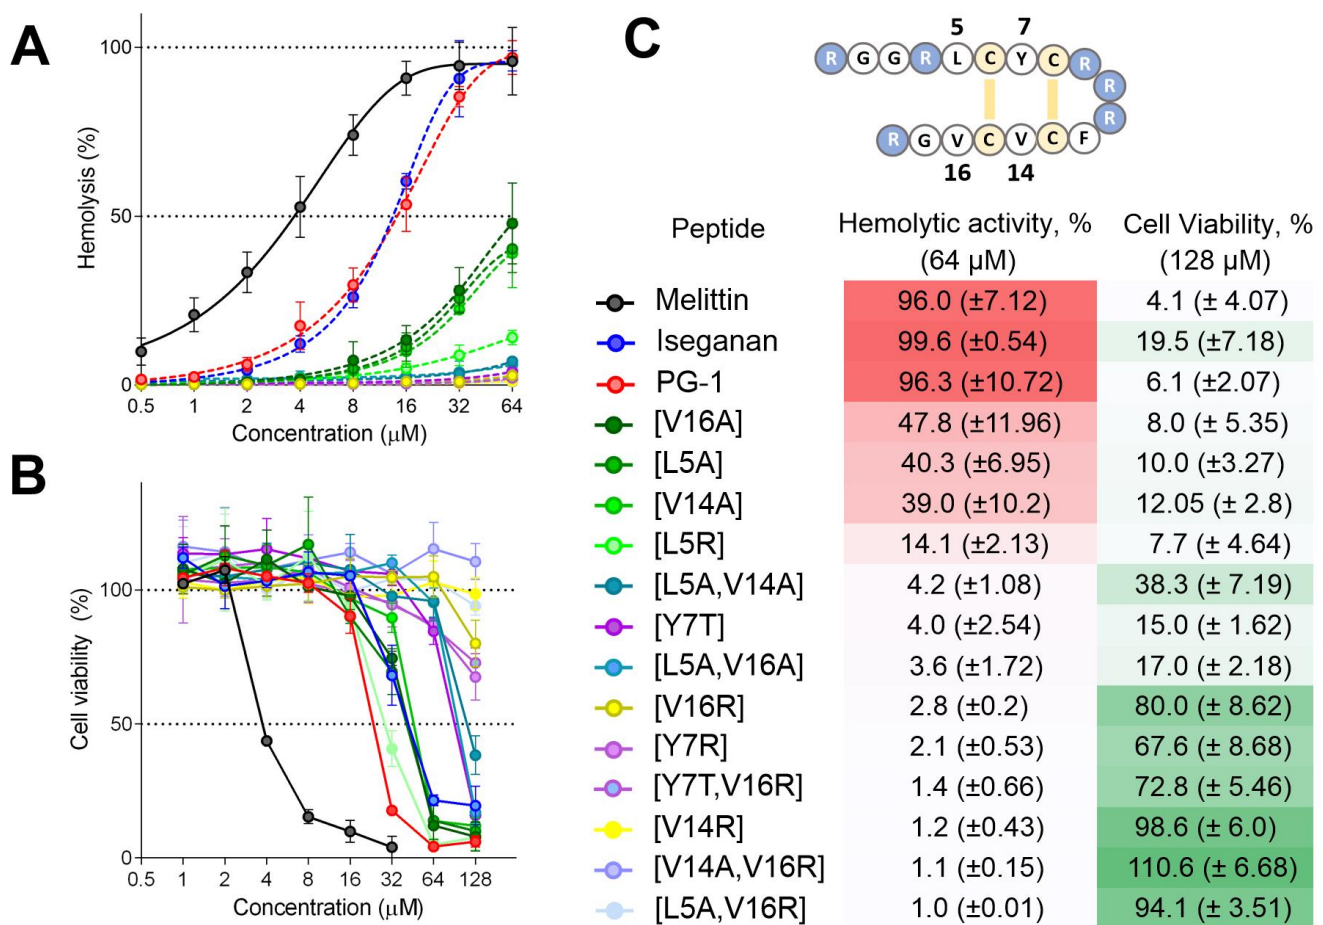 A
100
50
0
Hemolysis (%)
0.5 1 2 4 8 16 32 64
Concentration (μM)
B
100
50
0
Cell viability (%)
0.5 1 2 4 8 16 32 64 128
Concentration (μM)
C
5 7
R G G R L C Y C R
R
R
R G V C V C F
16 14
Peptide Hemolytic activity, % (64 μM) Cell Viability, % (128 μM)
Melittin 96.0 (±7.12) 4.1 (± 4.07)
Iseganan 99.6 (±0.54) 19.5 (±7.18)
PG-1 96.3 (±10.72) 6.1 (±2.07)
[V16A] 47.8 (±11.96) 8.0 (± 5.35)
[L5A] 40.3 (±6.95) 10.0 (±3.27)
[V14A] 39.0 (±10.2) 12.05 (± 2.8)
[L5R] 14.1 (±2.13) 7.7 (± 4.64)
[L5A,V14A] 4.2 (±1.08) 38.3 (± 7.19)
[Y7T] 4.0 (±2.54) 15.0 (± 1.62)
[L5A,V16A] 3.6 (±1.72) 17.0 (± 2.18)
[V16R] 2.8 (±0.2) 80.0 (± 8.62)
[Y7R] 2.1 (±0.53) 67.6 (± 8.68)
[Y7T,V16R] 1.4 (±0.66) 72.8 (± 5.46)
[V14R] 1.2 (±0.43) 98.6 (± 6.0)
[V14A,V16R] 1.1 (±0.15) 110.6 (± 6.68)
[L5A,V16R] 1.0 (±0.01) 94.1 (± 3.51)